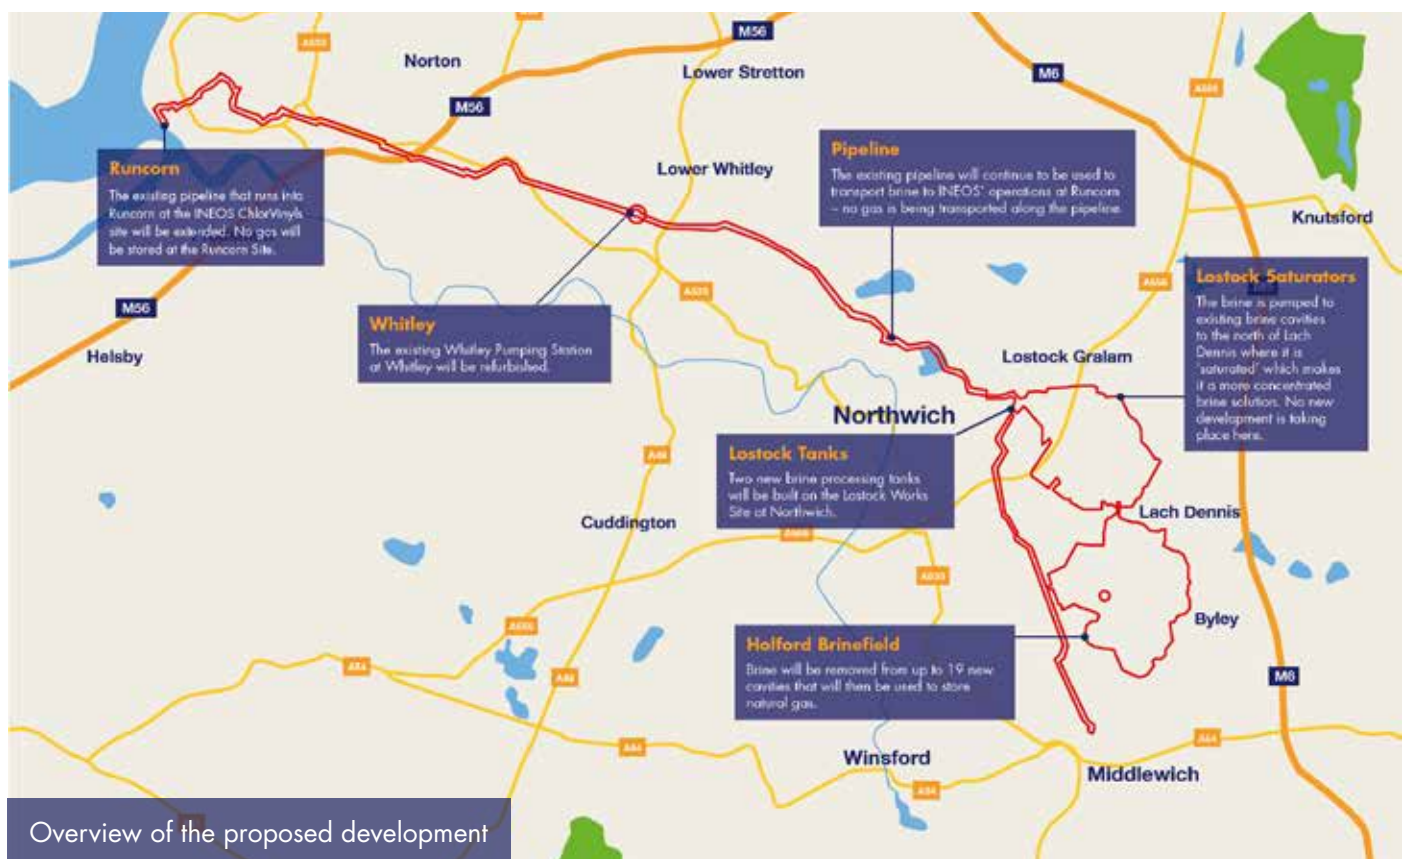 M56
A533
Norton
Lower Stretton
M6
M56
Lower Whitley
Runcorn
The existing pipeline that runs into
Runcorn at the INEOS ChlorVinyls
site will be extended. No gas will
be stored at the Runcorn Site.
Pipeline
The existing pipeline will continue to be used to
transport brine to INEOS' operations at Runcorn
– no gas is being transported along the pipeline
Knutsford
Lostock Saturators
The brine is pumped to
existing brine cavities
to the north of Lach
Dennis where it is
'saturated' which makes
it a more concentrated
brine solution. No new
development is taking
place here.
M56
Helsby
Whitley
The existing Whitley Pumping Station
at Whitley will be refurbished.
A556
Lostock Gralam
Northwich
Lostock Tanks
Two new brine processing tanks
will be built on the Lostock Works
Site at Northwich.
A49
Cuddington
Lach Dennis
A556
Byley
Holford Brinefield
Brine will be removed from up to 19 new
cavities that will then be used to store
natural gas.
A54
A49
M6
A54
A54
Winsford
Middlewich
A54
Overview of the proposed development